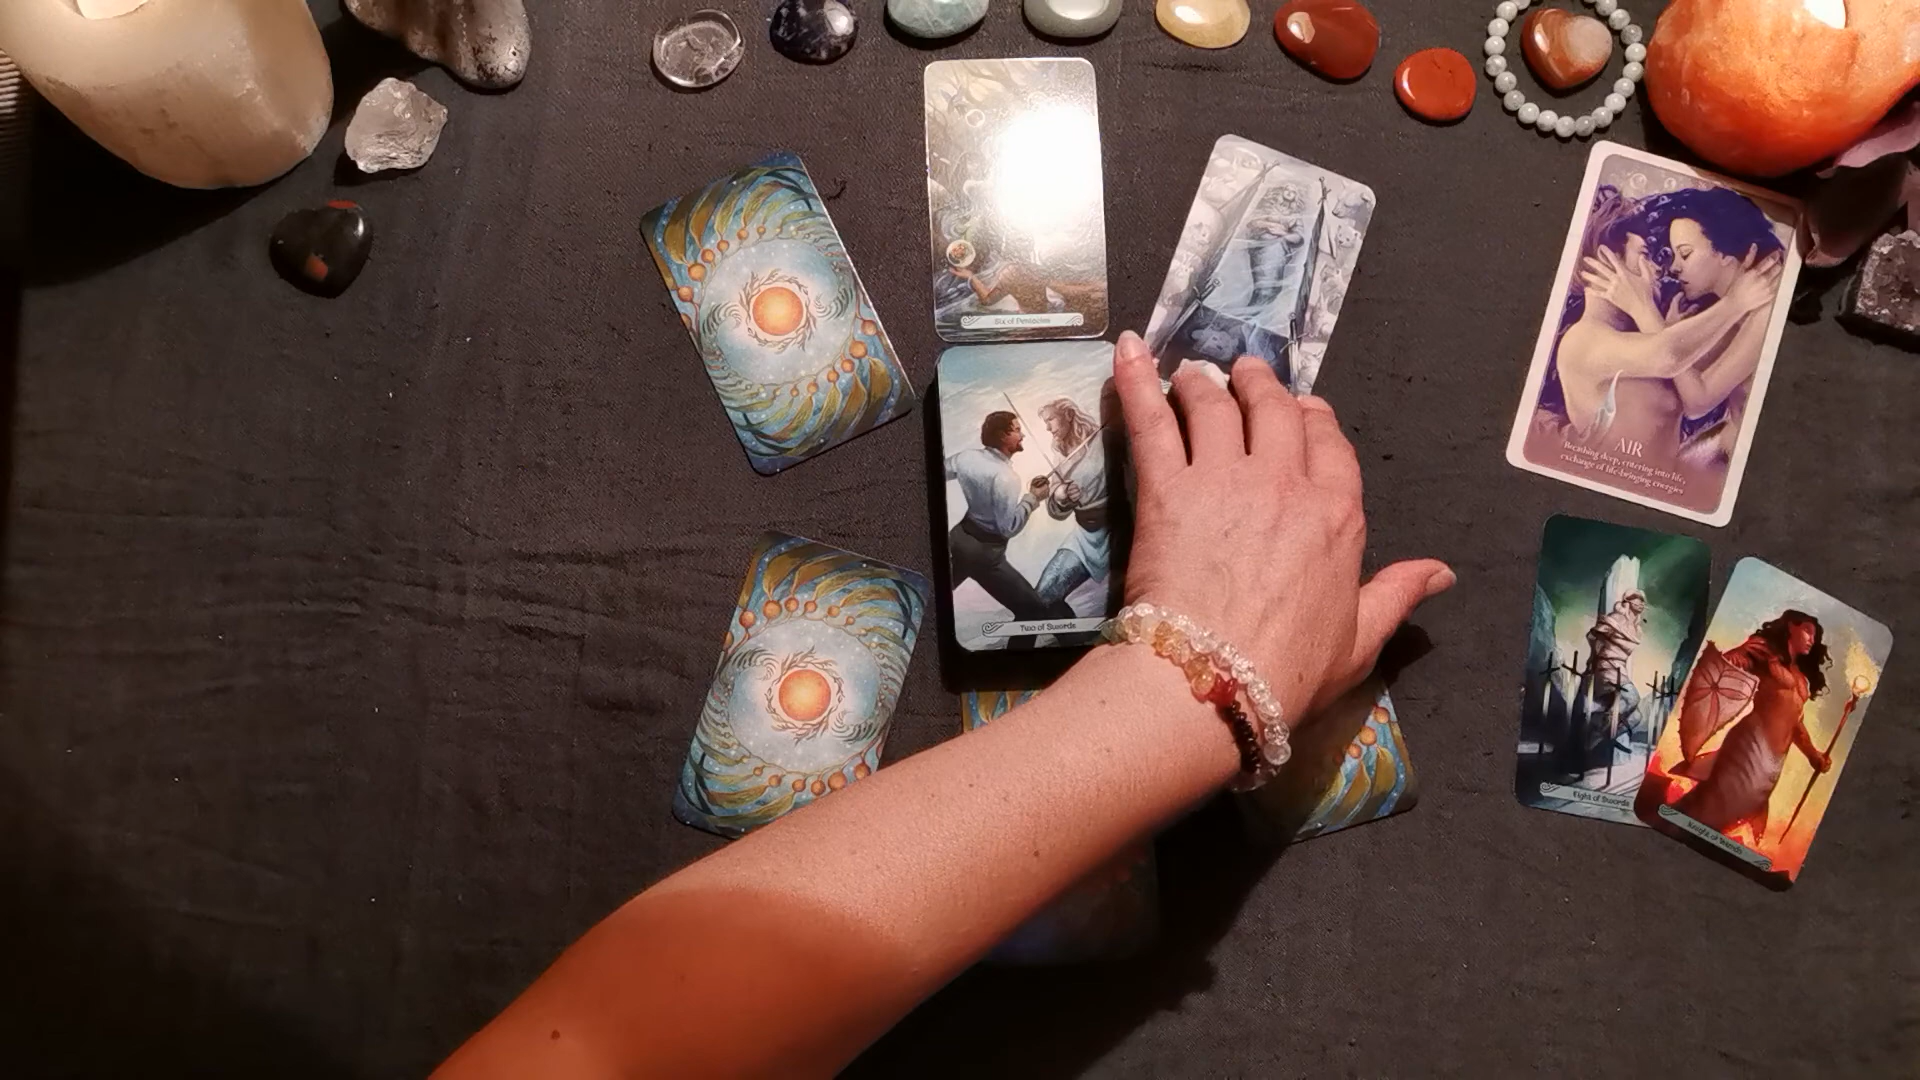 Six of Pentacles
Two of Swords
AIR
Breathing deep, entering into life,
exchange of life-bringing energies
Eight of Swords
Knight of Wands